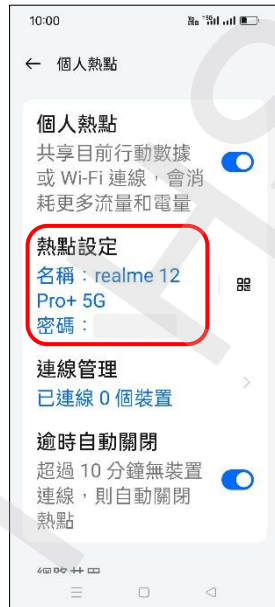 10:00
個人熱點
個人熱點
共享目前行動數據
或 Wi-Fi 連線，會消
耗更多流量和電量
熱點設定
名稱：realme 12
Pro+ 5G
密碼：
連線管理
已連線 0 個裝置
逾時自動關閉
超過 10 分鐘無裝置
連線，則自動關閉
熱點